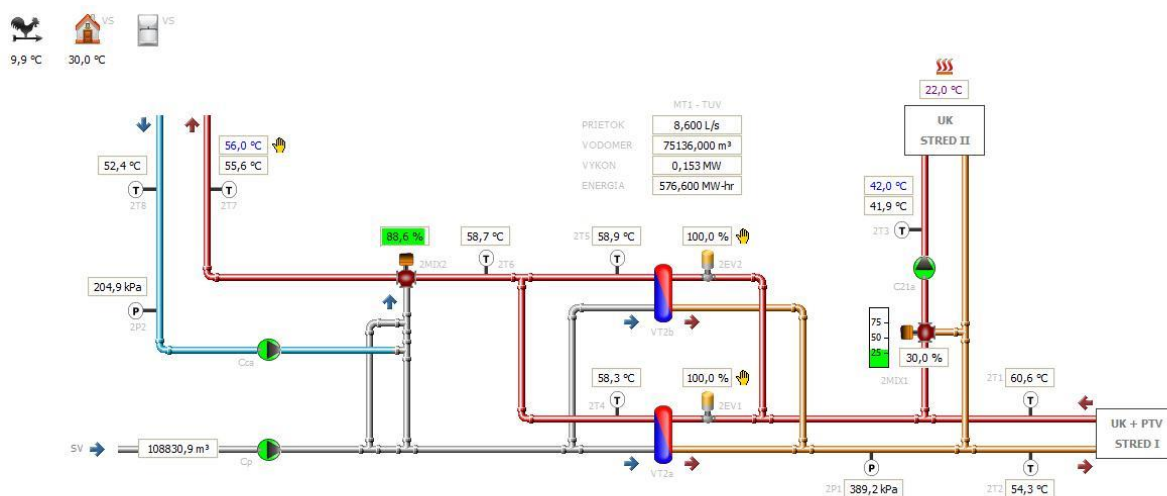 VS
VS
9,9 °C
30,0 °C
22,0 °C
MT1 - TUV
PRIETOK
8,600 L/s
VODOMER
75136,000 m³
VÝKON
0,153 MW
ENERGIA
576,600 MW-hr
UK
STRED II
56,0 °C
52,4 °C
55,6 °C
T
2T8
T
2T7
42,0 °C
41,9 °C
2T3
T
88,6 %
58,7 °C
2T5
58,9 °C
100,0 %
2MIX2
T
2T6
T
2EV2
C21a
204,9 kPa
P
2P2
VT2b
75
50
25
30,0 %
2MIX1
Cca
58,3 °C
100,0 %
2T1
60,6 °C
T
2T4
2EV1
T
UK + PTV
STRED I
SV
108830,9 m³
Cp
VT2a
P
T
2P1
389,2 kPa
2T2
54,3 °C